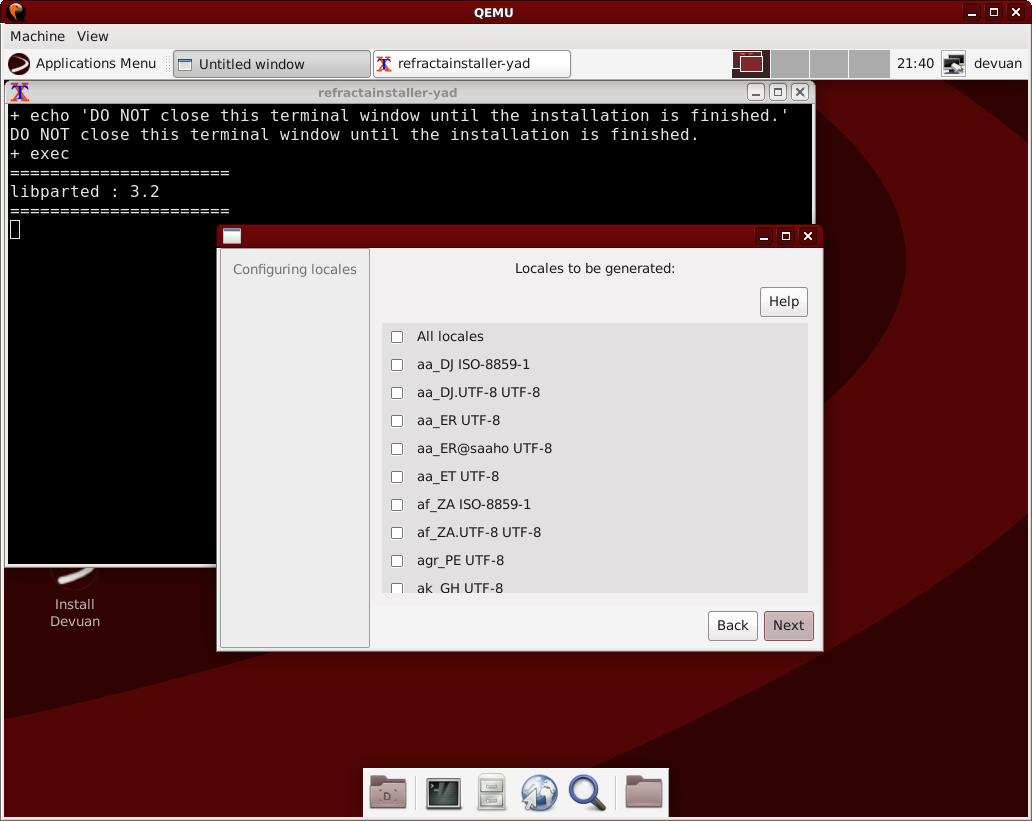 QEMU
Machine View
Applications Menu Untitled window refractainstaller-yad 21:40 devuan
refractainstaller-yad
+ echo 'DO NOT close this terminal window until the installation is finished.'
DO NOT close this terminal window until the installation is finished.
+ exec
======================
libparted : 3.2
======================
Configuring locales
Locales to be generated:
Help
All locales
aa_DJ ISO-8859-1
aa_DJ.UTF-8 UTF-8
aa_ER UTF-8
aa_ER@saaho UTF-8
aa_ET UTF-8
af_ZA ISO-8859-1
af_ZA.UTF-8 UTF-8
agr_PE UTF-8
ak_GH UTF-8
Back Next
Install
Devuan